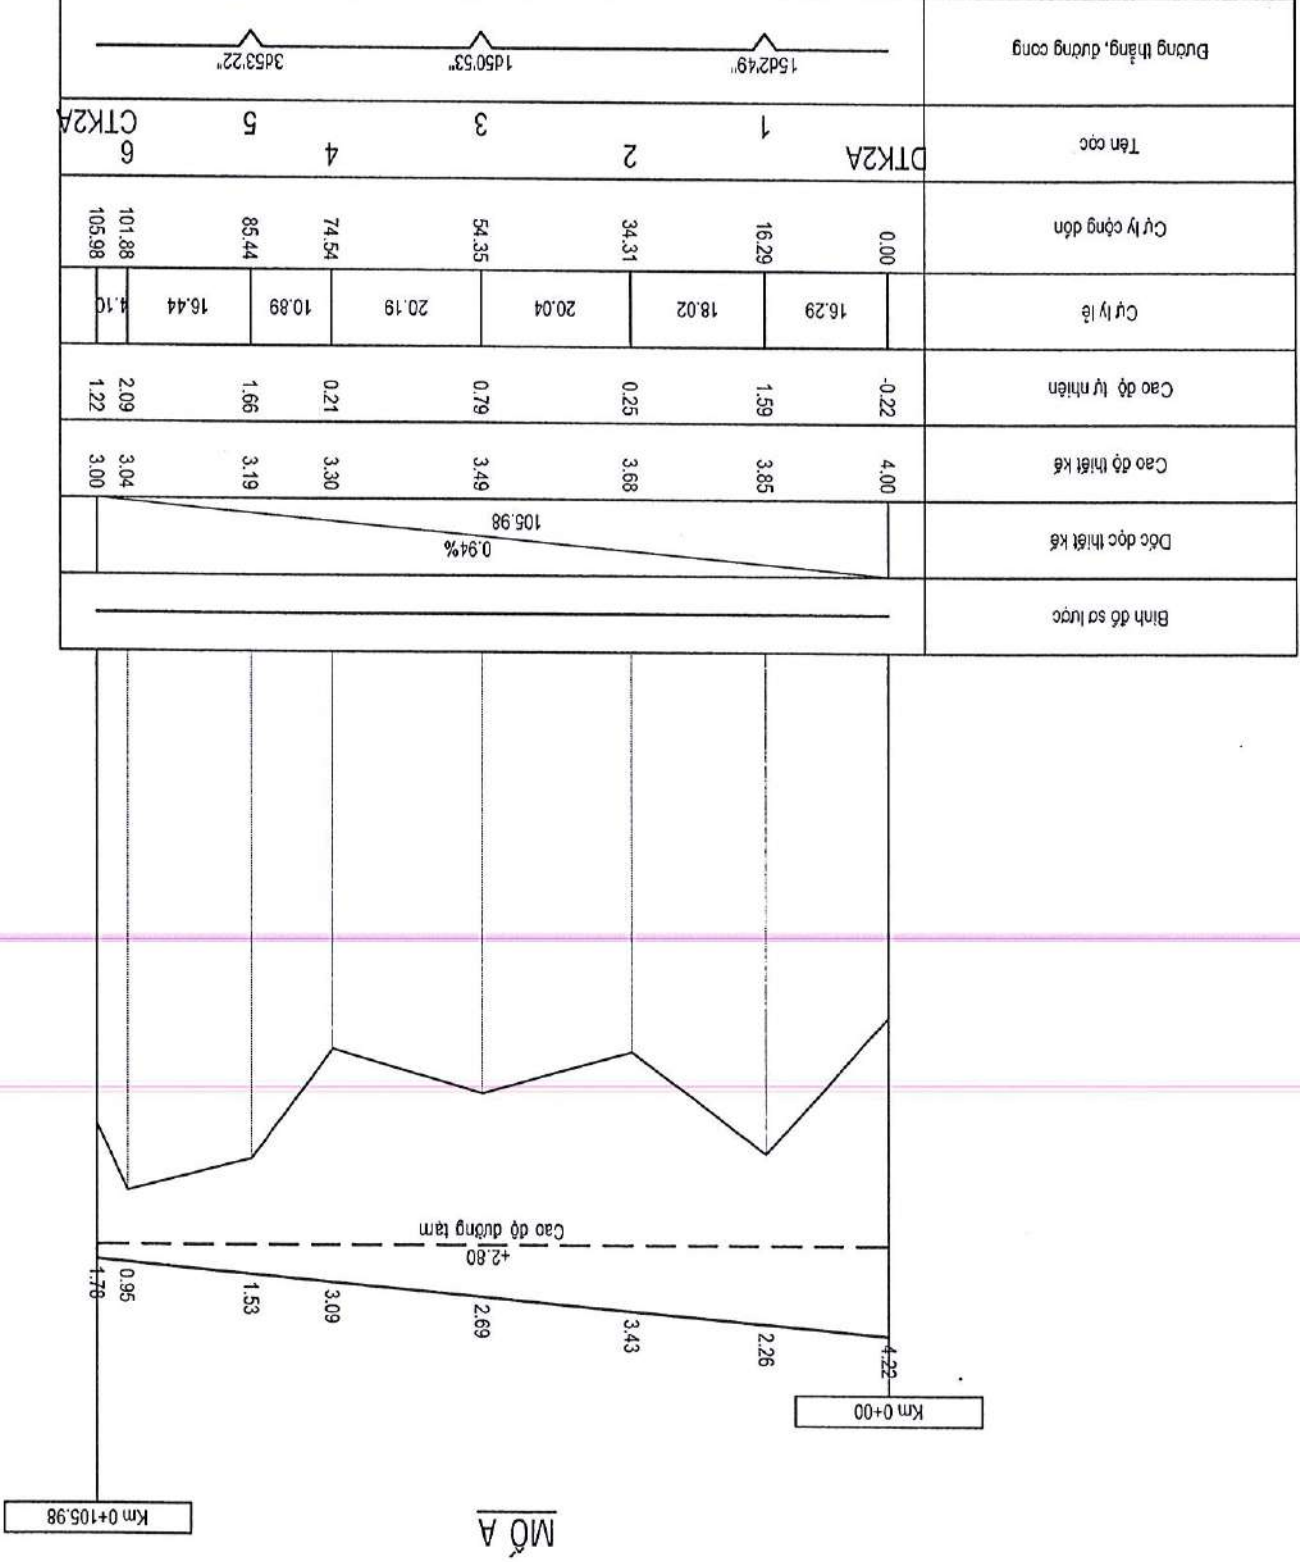 MỐ A
Km 0+00
Km 0+105.98
4.22 2.26 3.43 2.69 3.09 1.53 0.95 1.78
+2.80
Cao độ đường tạm
Bình đồ sơ lược
Dốc dọc thiết kế
0.94%
105.98
Cao độ thiết kế 4.00 3.85 3.68 3.49 3.30 3.19 3.04 3.00
Cao độ tự nhiên -0.22 1.59 0.25 0.79 0.21 1.66 2.09 1.22
Cự ly lẻ 16.29 18.02 20.04 20.19 10.89 16.44 4.10
Cự ly cộng dồn 0.00 16.29 34.31 54.35 74.54 85.44 101.88 105.98
Tên cọc DTK2A 1 2 3 4 5 6 CTK2A
Đường thẳng, đường cong 15d2'49" 1d50'53" 3d53'22"